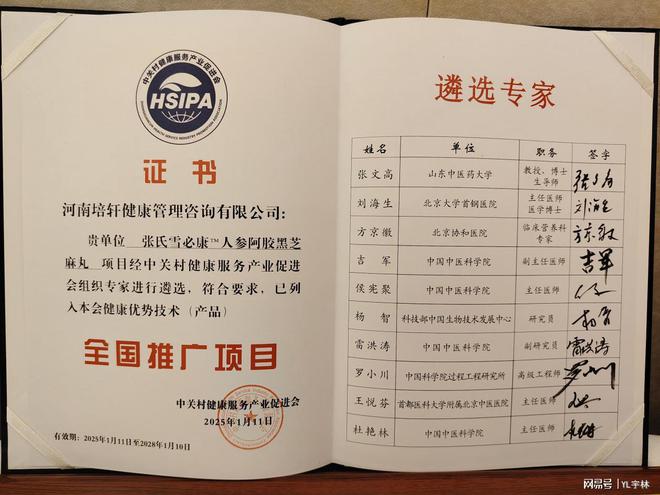 中关村健康服务产业促进会
HSIPA
证书
河南培轩健康管理咨询有限公司:
贵单位 张氏雪必康™人参阿胶黑芝
麻丸 项目经中关村健康服务产业促进
会组织专家进行遴选,符合要求,已列
入本会健康优势技术(产品)
全国推广项目
中关村健康服务产业促进会
2025年1月11日
有效期:2025年1月11日至2028年1月10日
遴选专家
姓名 单位 职务 签字
张文高 山东中医药大学 教授、博士生导师
刘海生 北京大学首钢医院 主任医师 医学博士 刘海生
方京徽 北京协和医院 临床营养科专家
吉军 中国中医科学院 副主任医师 吉军
侯宪聚 中国中医科学院 主任医师
杨智 科技部中国生物技术发展中心 研究员
雷洪涛 中国中医科学院 副研究员 雷洪涛
罗小川 中国科学院过程工程研究所 高级工程师
王悦芬 首都医科大学附属北京中医医院 主任医师
杜艳林 中国中医科学院 主任医师
网易号 | YL宇林